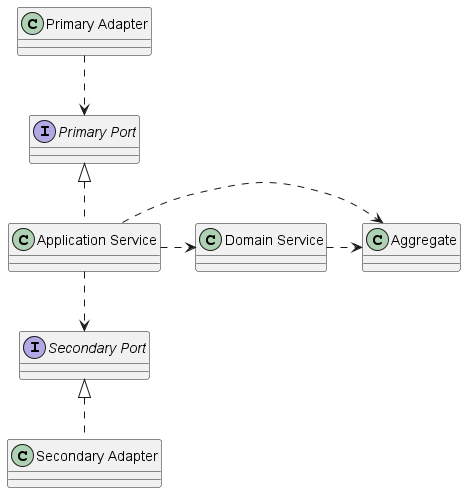 C Primary Adapter
I Primary Port
C Application Service
C Domain Service
C Aggregate
I Secondary Port
C Secondary Adapter